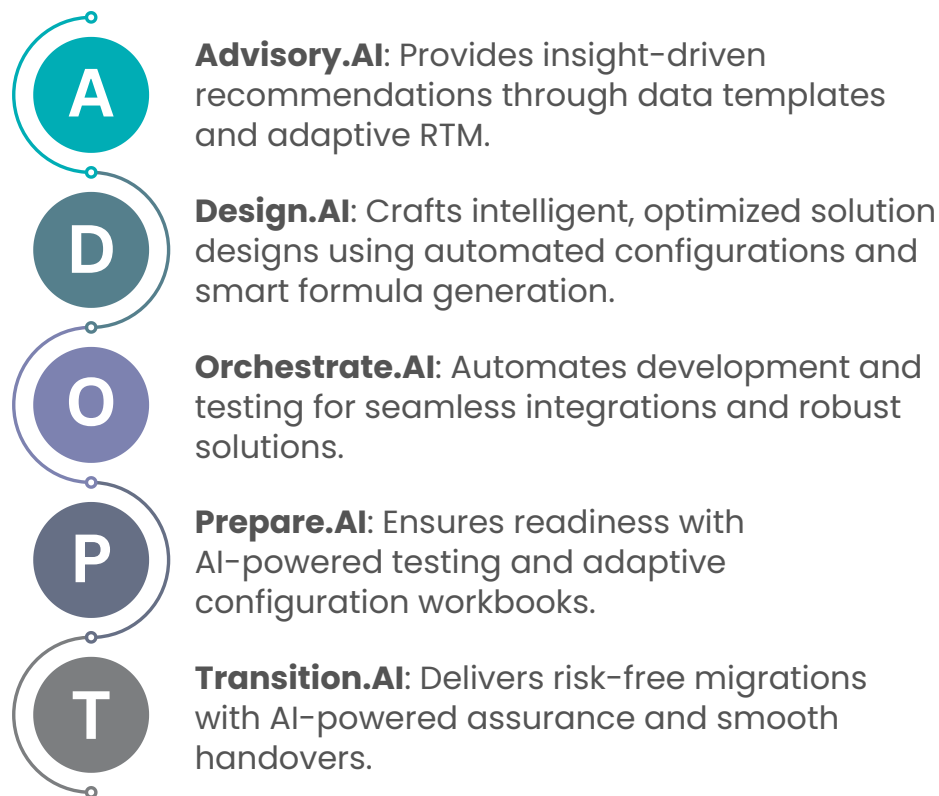 A
Advisory.AI: Provides insight-driven
recommendations through data templates
and adaptive RTM.
D
Design.AI: Crafts intelligent, optimized solution
designs using automated configurations and
smart formula generation.
O
Orchestrate.AI: Automates development and
testing for seamless integrations and robust
solutions.
P
Prepare.AI: Ensures readiness with
AI-powered testing and adaptive
configuration workbooks.
T
Transition.AI: Delivers risk-free migrations
with AI-powered assurance and smooth
handovers.